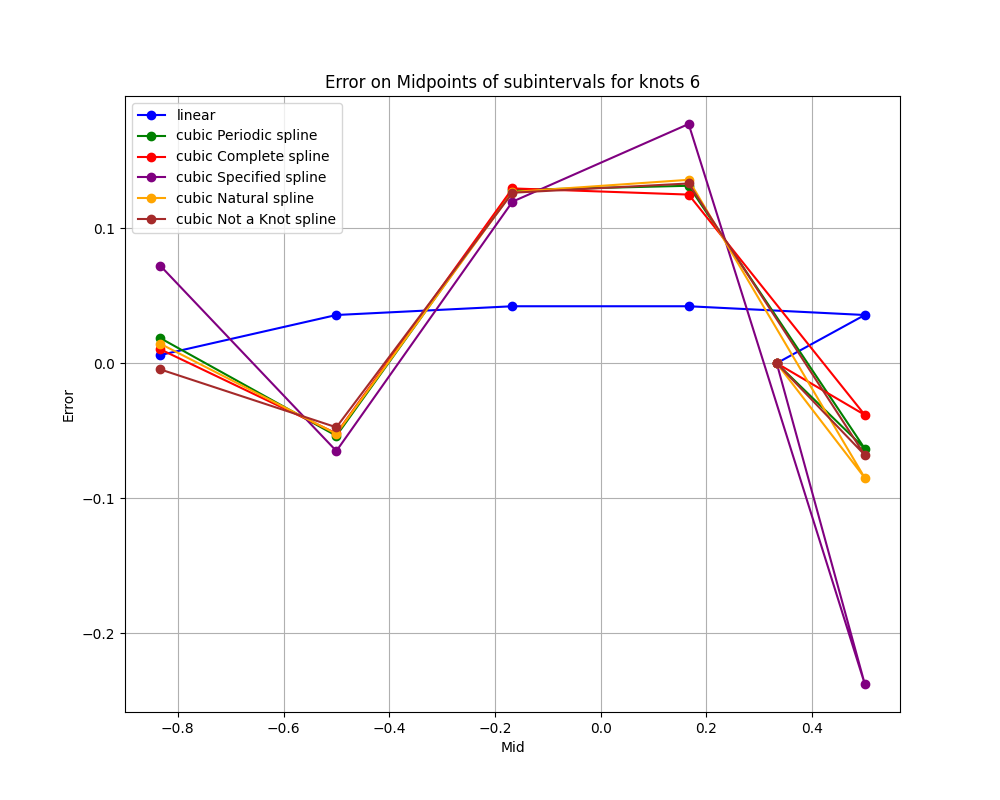 Error on Midpoints of subintervals for knots 6
linear
cubic Periodic spline
cubic Complete spline
cubic Specified spline
cubic Natural spline
cubic Not a Knot spline
0.1
0.0
−0.1
−0.2
Error
−0.8
−0.6
−0.4
−0.2
0.0
0.2
0.4
Mid